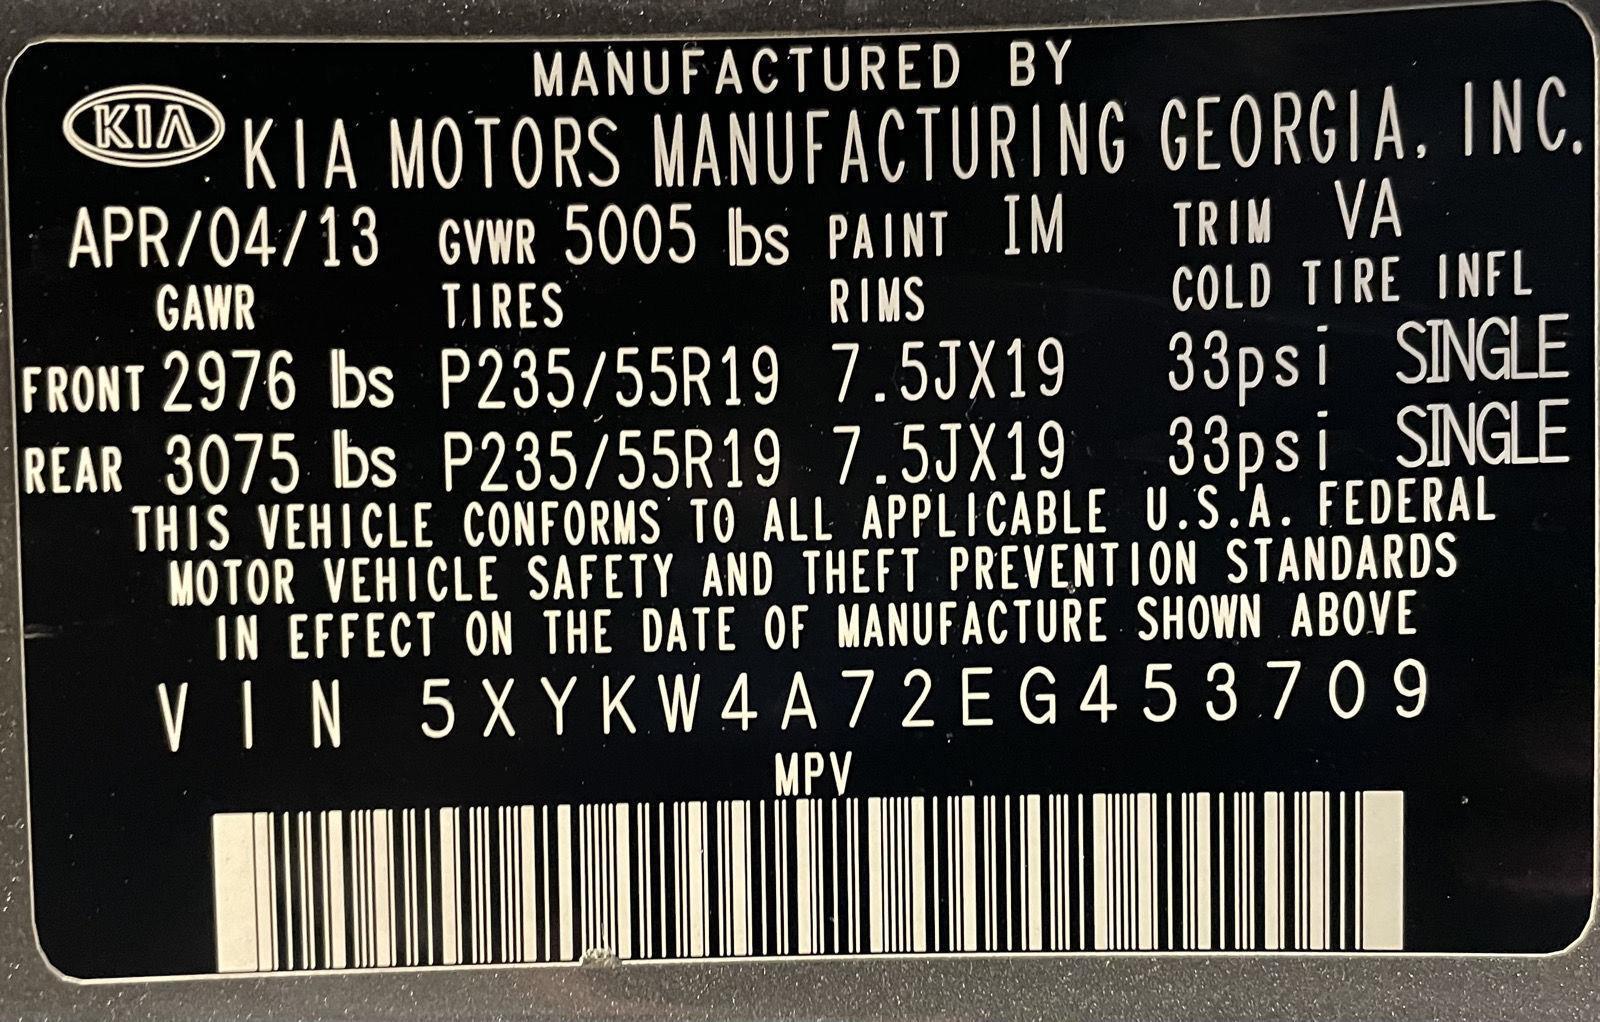 MANUFACTURED BY
KIA KIA MOTORS MANUFACTURING GEORGIA, INC.
APR/04/13 GVWR 5005 lbs PAINT IM TRIM VA
GAWR TIRES RIMS COLD TIRE INFL
FRONT 2976 lbs P235/55R19 7.5JX19 33psi SINGLE
REAR 3075 lbs P235/55R19 7.5JX19 33psi SINGLE
THIS VEHICLE CONFORMS TO ALL APPLICABLE U.S.A. FEDERAL
MOTOR VEHICLE SAFETY AND THEFT PREVENTION STANDARDS
IN EFFECT ON THE DATE OF MANUFACTURE SHOWN ABOVE
VIN 5XYKW4A72EG453709
MPV